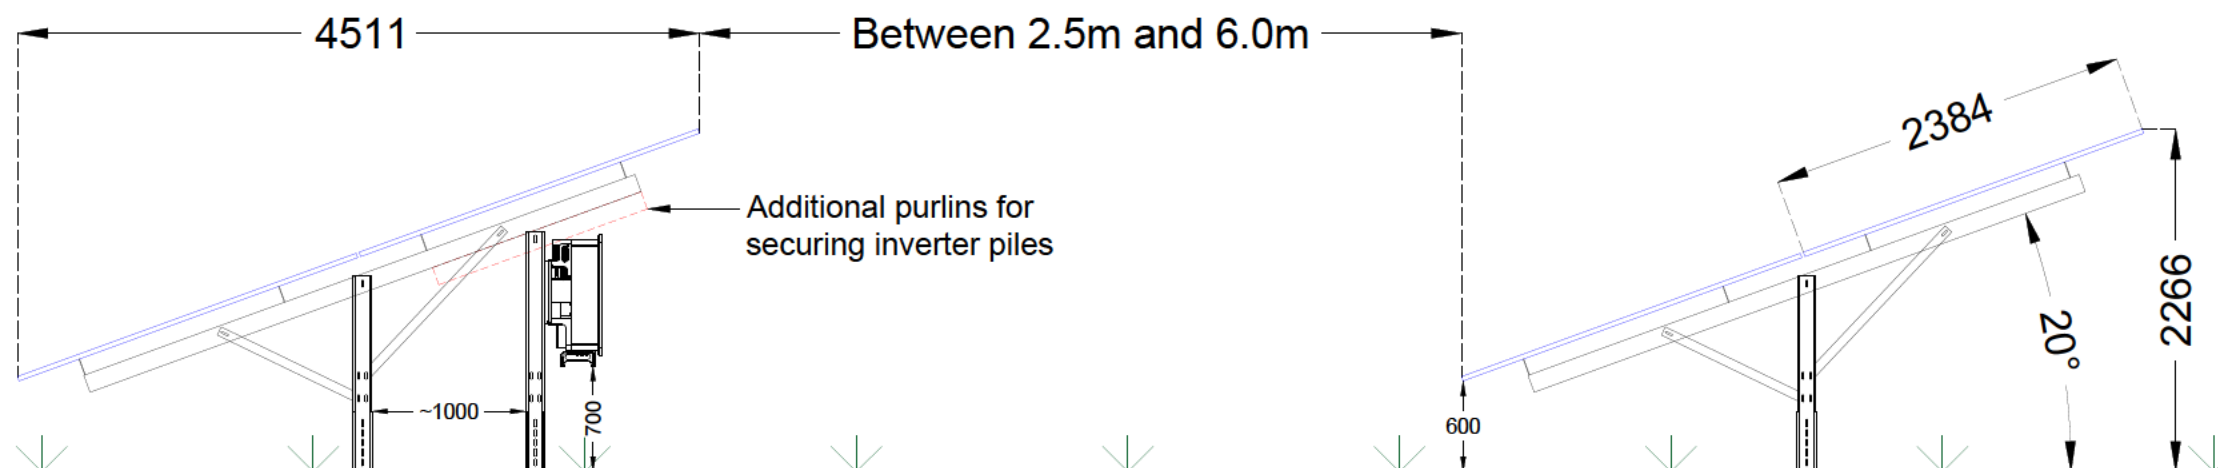 4511
Between 2.5m and 6.0m
2384
Additional purlins for
securing inverter piles
2266
20°
~1000
700
600